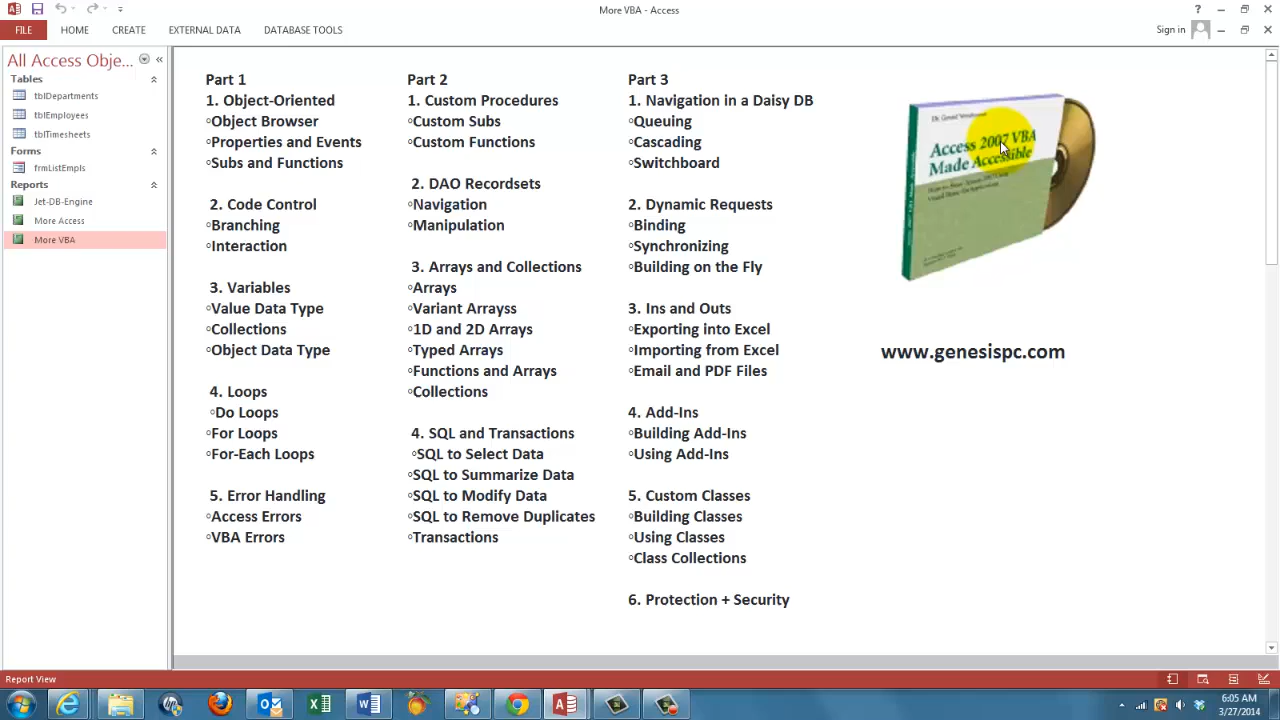 More VBA - Access
FILE
HOME
CREATE
EXTERNAL DATA
DATABASE TOOLS
Sign in
All Access Obje...
Tables
tblDepartments
tblEmployees
tblTimesheets
Forms
frmListEmpls
Reports
Jet-DB-Engine
More Access
More VBA
Part 1
1. Object-Oriented
◦Object Browser
◦Properties and Events
◦Subs and Functions
2. Code Control
◦Branching
◦Interaction
3. Variables
◦Value Data Type
◦Collections
◦Object Data Type
4. Loops
◦Do Loops
◦For Loops
◦For-Each Loops
5. Error Handling
◦Access Errors
◦VBA Errors
Part 2
1. Custom Procedures
◦Custom Subs
◦Custom Functions
2. DAO Recordsets
◦Navigation
◦Manipulation
3. Arrays and Collections
◦Arrays
◦Variant Arrayss
◦1D and 2D Arrays
◦Typed Arrays
◦Functions and Arrays
◦Collections
4. SQL and Transactions
◦SQL to Select Data
◦SQL to Summarize Data
◦SQL to Modify Data
◦SQL to Remove Duplicates
◦Transactions
Part 3
1. Navigation in a Daisy DB
◦Queuing
◦Cascading
◦Switchboard
2. Dynamic Requests
◦Binding
◦Synchronizing
◦Building on the Fly
3. Ins and Outs
◦Exporting into Excel
◦Importing from Excel
◦Email and PDF Files
4. Add-Ins
◦Building Add-Ins
◦Using Add-Ins
5. Custom Classes
◦Building Classes
◦Using Classes
◦Class Collections
6. Protection + Security
Access 2007 VBA
Made Accessible
www.genesispc.com
Report View
6:05 AM
3/27/2014